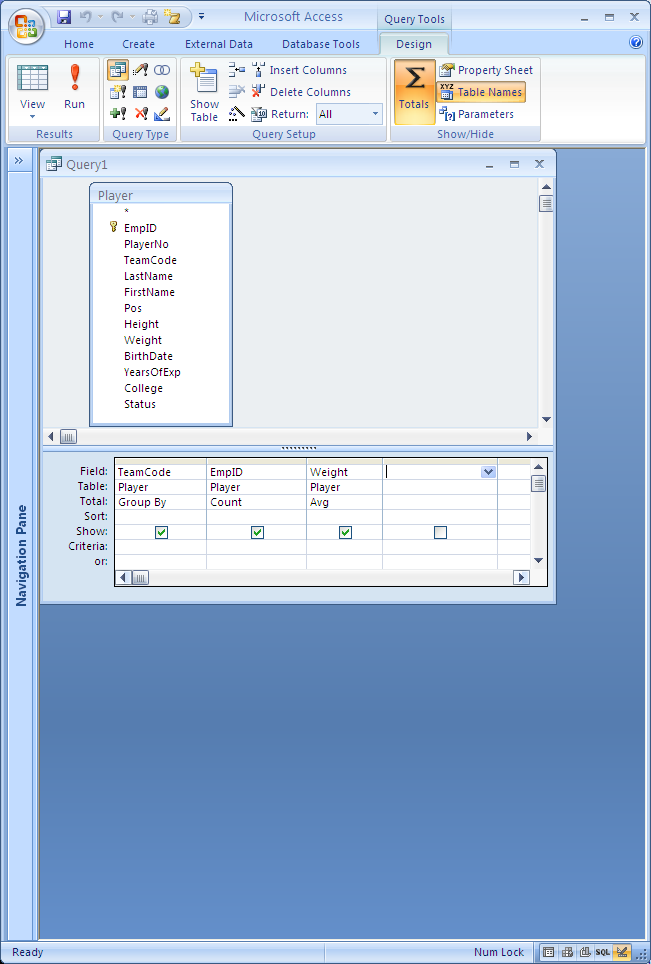 Microsoft Access
Query Tools
Home Create External Data Database Tools Design
View
Run
Results
Query Type
Show
Table
Insert Columns
Delete Columns
Return: All
Query Setup
Σ
Totals
Property Sheet
XYZ Table Names
Parameters
Show/Hide
»
Navigation Pane
Query1
Player
*
EmpID
PlayerNo
TeamCode
LastName
FirstName
Pos
Height
Weight
BirthDate
YearsOfExp
College
Status
Field: TeamCode EmpID Weight
Table: Player Player Player
Total: Group By Count Avg
Sort:
Show:
Criteria:
or:
Ready Num Lock SQL